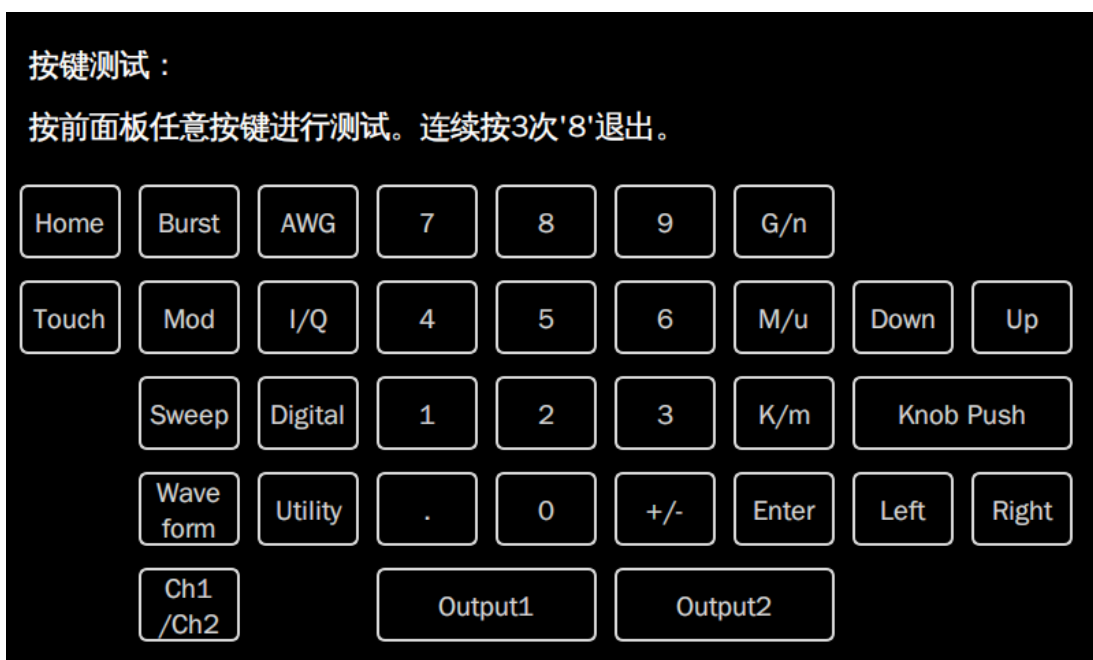 按键测试：
按前面板任意按键进行测试。连续按3次'8'退出。
Home Burst AWG 7 8 9 G/n
Touch Mod I/Q 4 5 6 M/u Down Up
Sweep Digital 1 2 3 K/m Knob Push
Wave
form Utility . 0 +/- Enter Left Right
Ch1
/Ch2 Output1 Output2